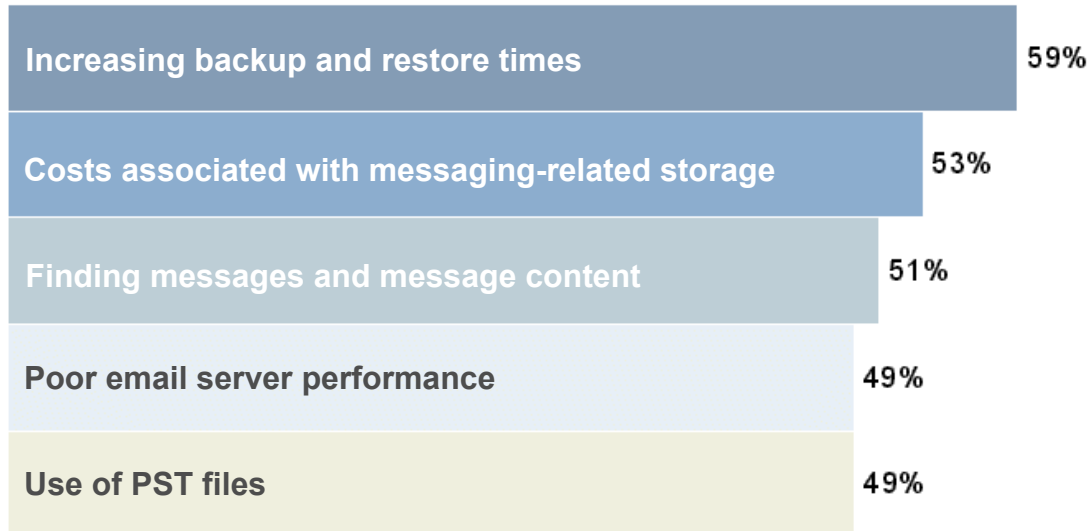 Increasing backup and restore times 59%
Costs associated with messaging-related storage 53%
Finding messages and message content 51%
Poor email server performance 49%
Use of PST files 49%